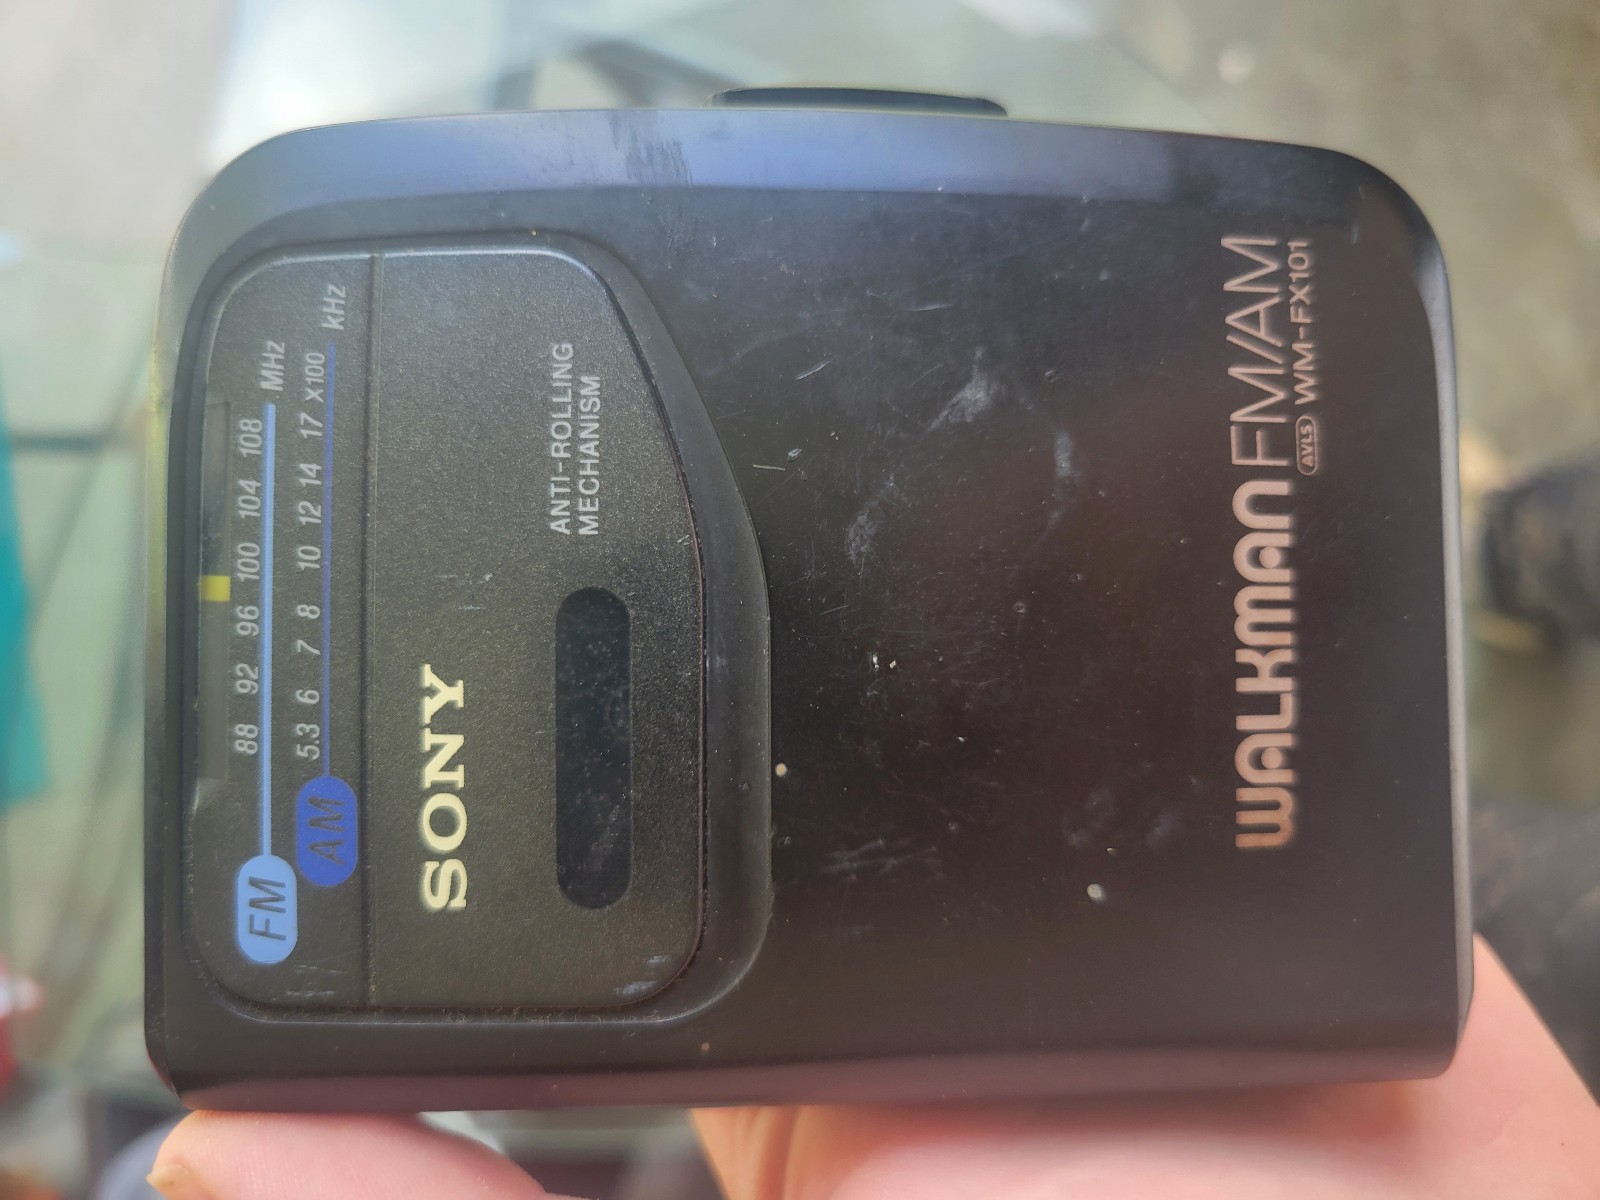 88 92 96 100 104 108 MHz
FM
5.3 6 7 8 10 12 14 17 x100 kHz
AM
SONY
ANTI-ROLLING
MECHANISM
WALKMAN FM/AM
AVLS WM-FX101